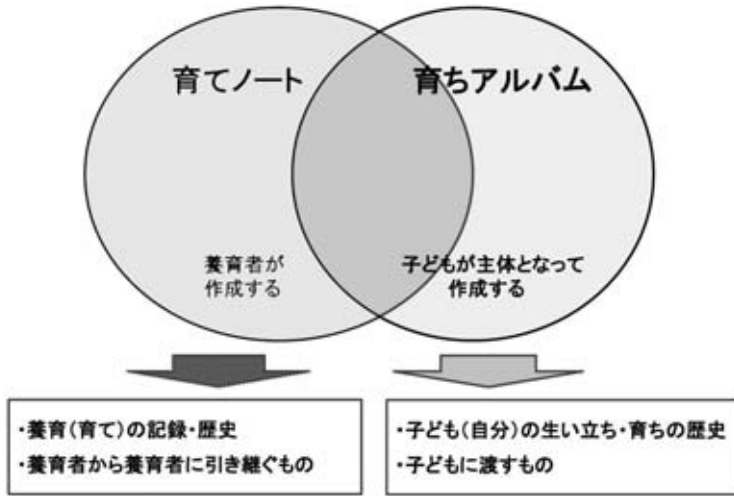 育てノート
育ちアルバム
養育者が
作成する
子どもが主体となって
作成する
・養育(育て)の記録・歴史
・養育者から養育者に引き継ぐもの
・子ども(自分)の生い立ち・育ちの歴史
・子どもに渡すもの